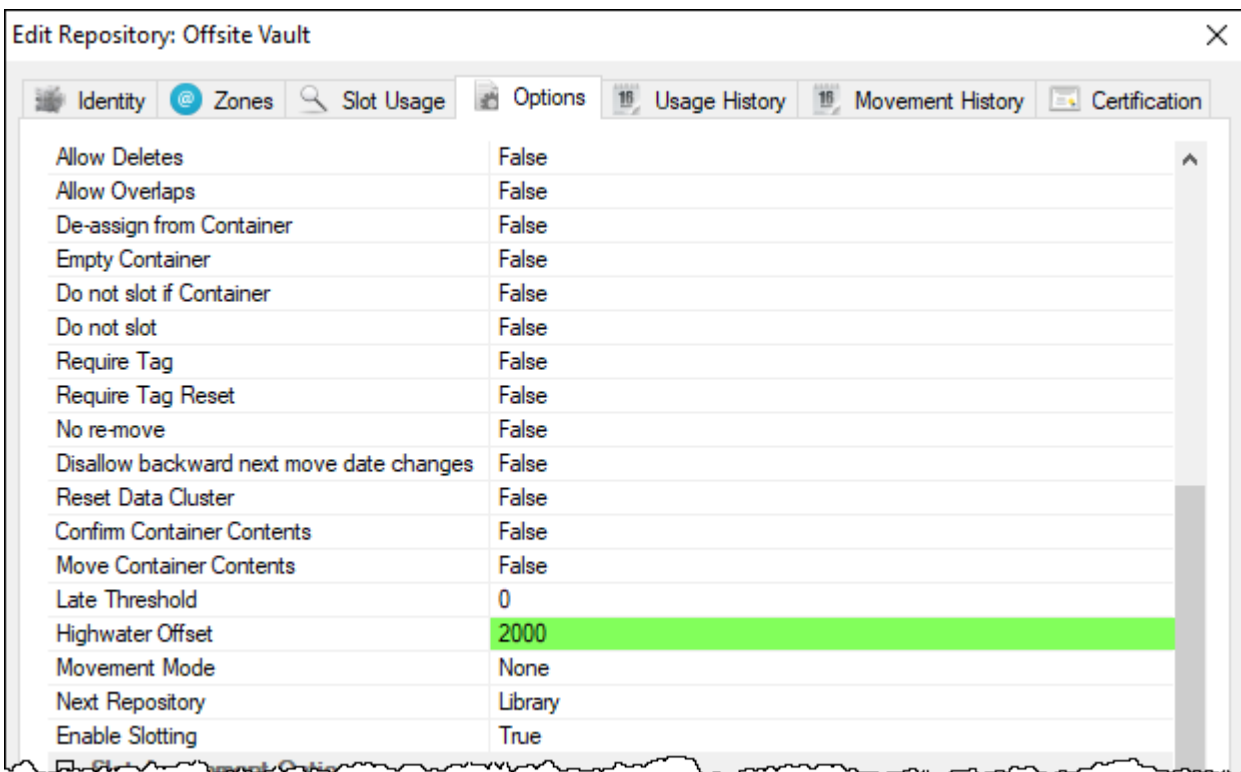 Edit Repository: Offsite Vault
Identity @ Zones Slot Usage Options 16 Usage History 16 Movement History Certification
Allow Deletes False
Allow Overlaps False
De-assign from Container False
Empty Container False
Do not slot if Container False
Do not slot False
Require Tag False
Require Tag Reset False
No re-move False
Disallow backward next move date changes False
Reset Data Cluster False
Confirm Container Contents False
Move Container Contents False
Late Threshold 0
Highwater Offset 2000
Movement Mode None
Next Repository Library
Enable Slotting True